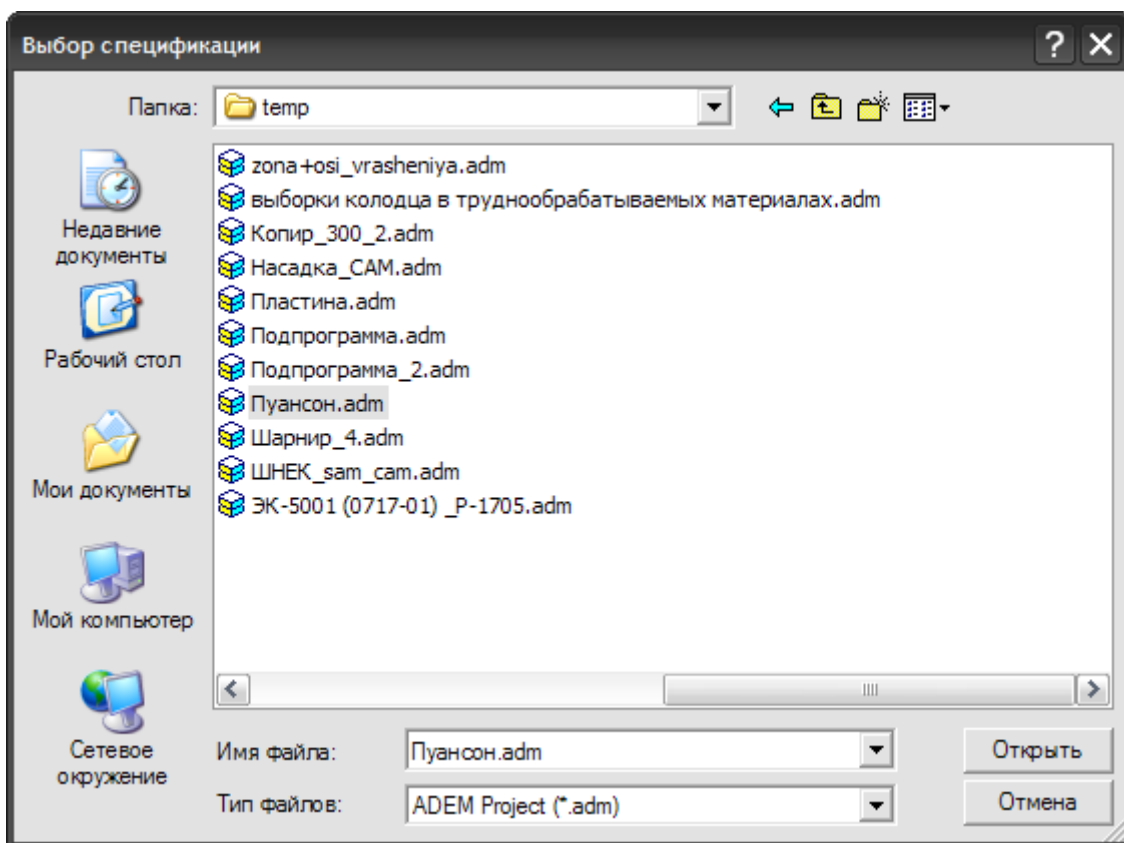 Выбор спецификации
Папка: temp
Недавние
документы
Рабочий стол
Мои документы
Мой компьютер
Сетевое
окружение
zona+osi_vrasheniya.adm
выборки колодца в труднообрабатываемых материалах.adm
Копир_300_2.adm
Насадка_CAM.adm
Пластина.adm
Подпрограмма.adm
Подпрограмма_2.adm
Пуансон.adm
Шарнир_4.adm
ШНЕК_sam_cam.adm
ЭК-5001 (0717-01) _Р-1705.adm
Имя файла: Пуансон.adm Открыть
Тип файлов: ADEM Project (*.adm) Отмена